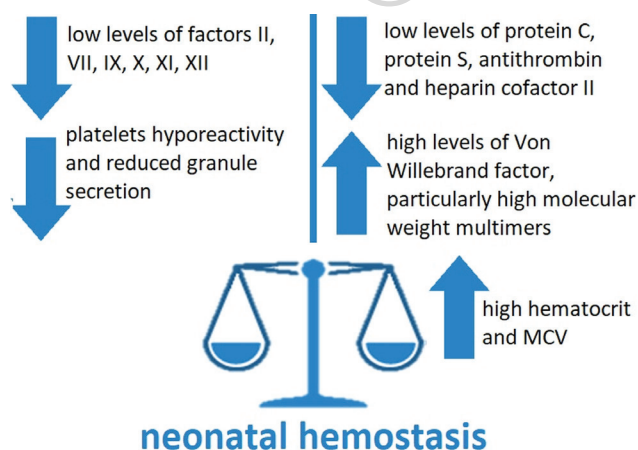 low levels of factors II,
VII, IX, X, XI, XII
platelets hyporeactivity
and reduced granule
secretion
low levels of protein C,
protein S, antithrombin
and heparin cofactor II
high levels of Von
Willebrand factor,
particularly high molecular
weight multimers
high hematocrit
and MCV
neonatal hemostasis